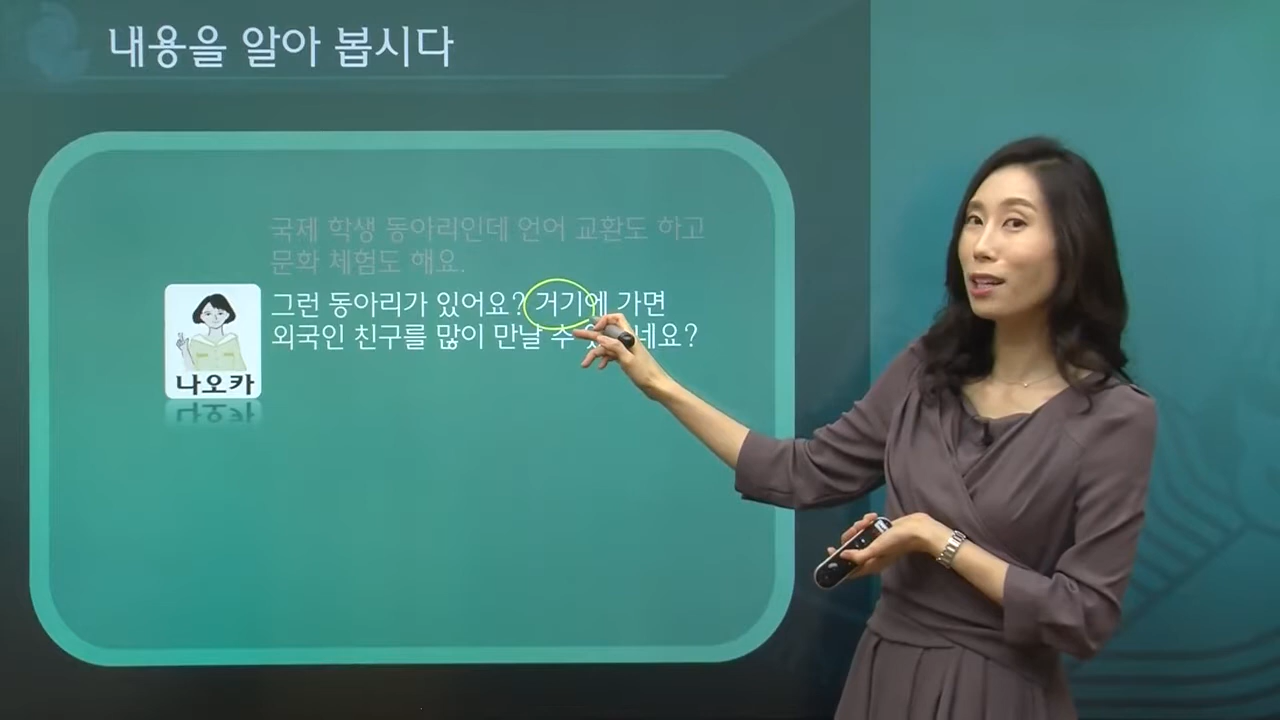 내용을 알아 봅시다
국제 학생 동아리인데 언어 교환도 하고
문화 체험도 해요.
그런 동아리가 있어요? 거기에 가면
외국인 친구를 많이 만날 수 있네요?
나오카